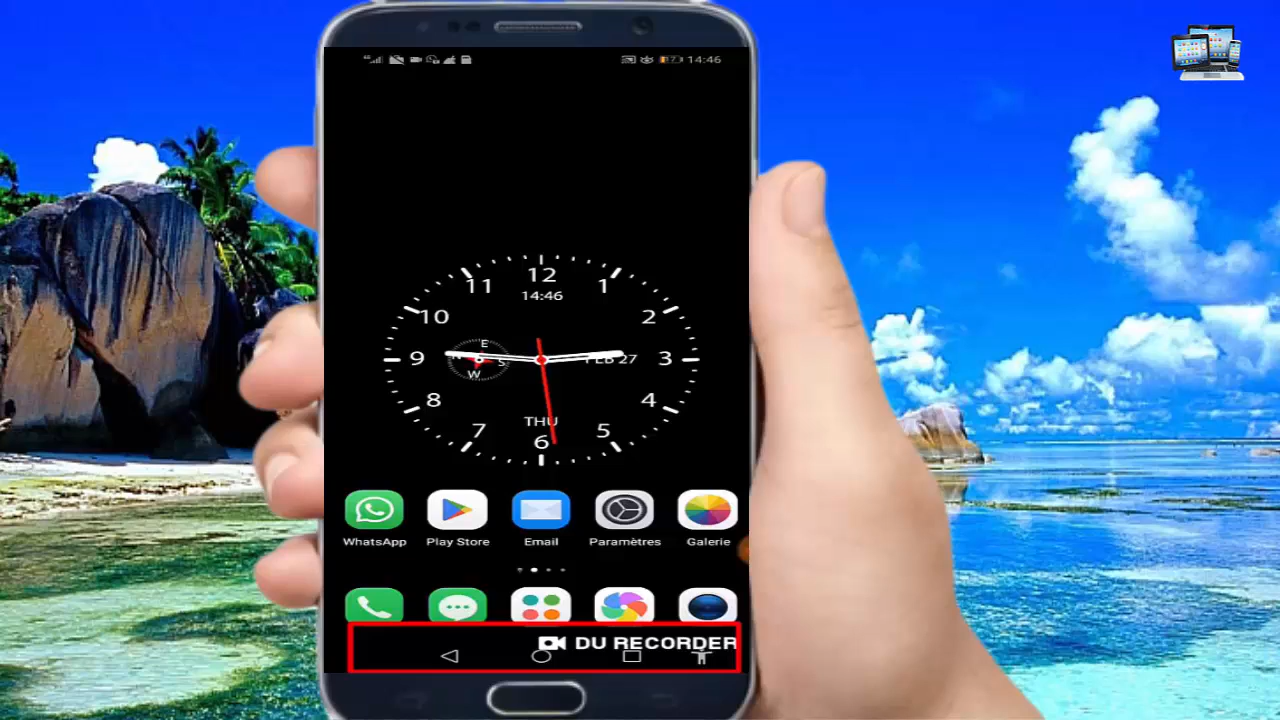 14:46
12
11
1
14:46
10
2
E
9
FEB 27
3
S
W
8
4
THU
7
5
6
WhatsApp
Play Store
Email
Paramètres
Galerie
DU RECORDER